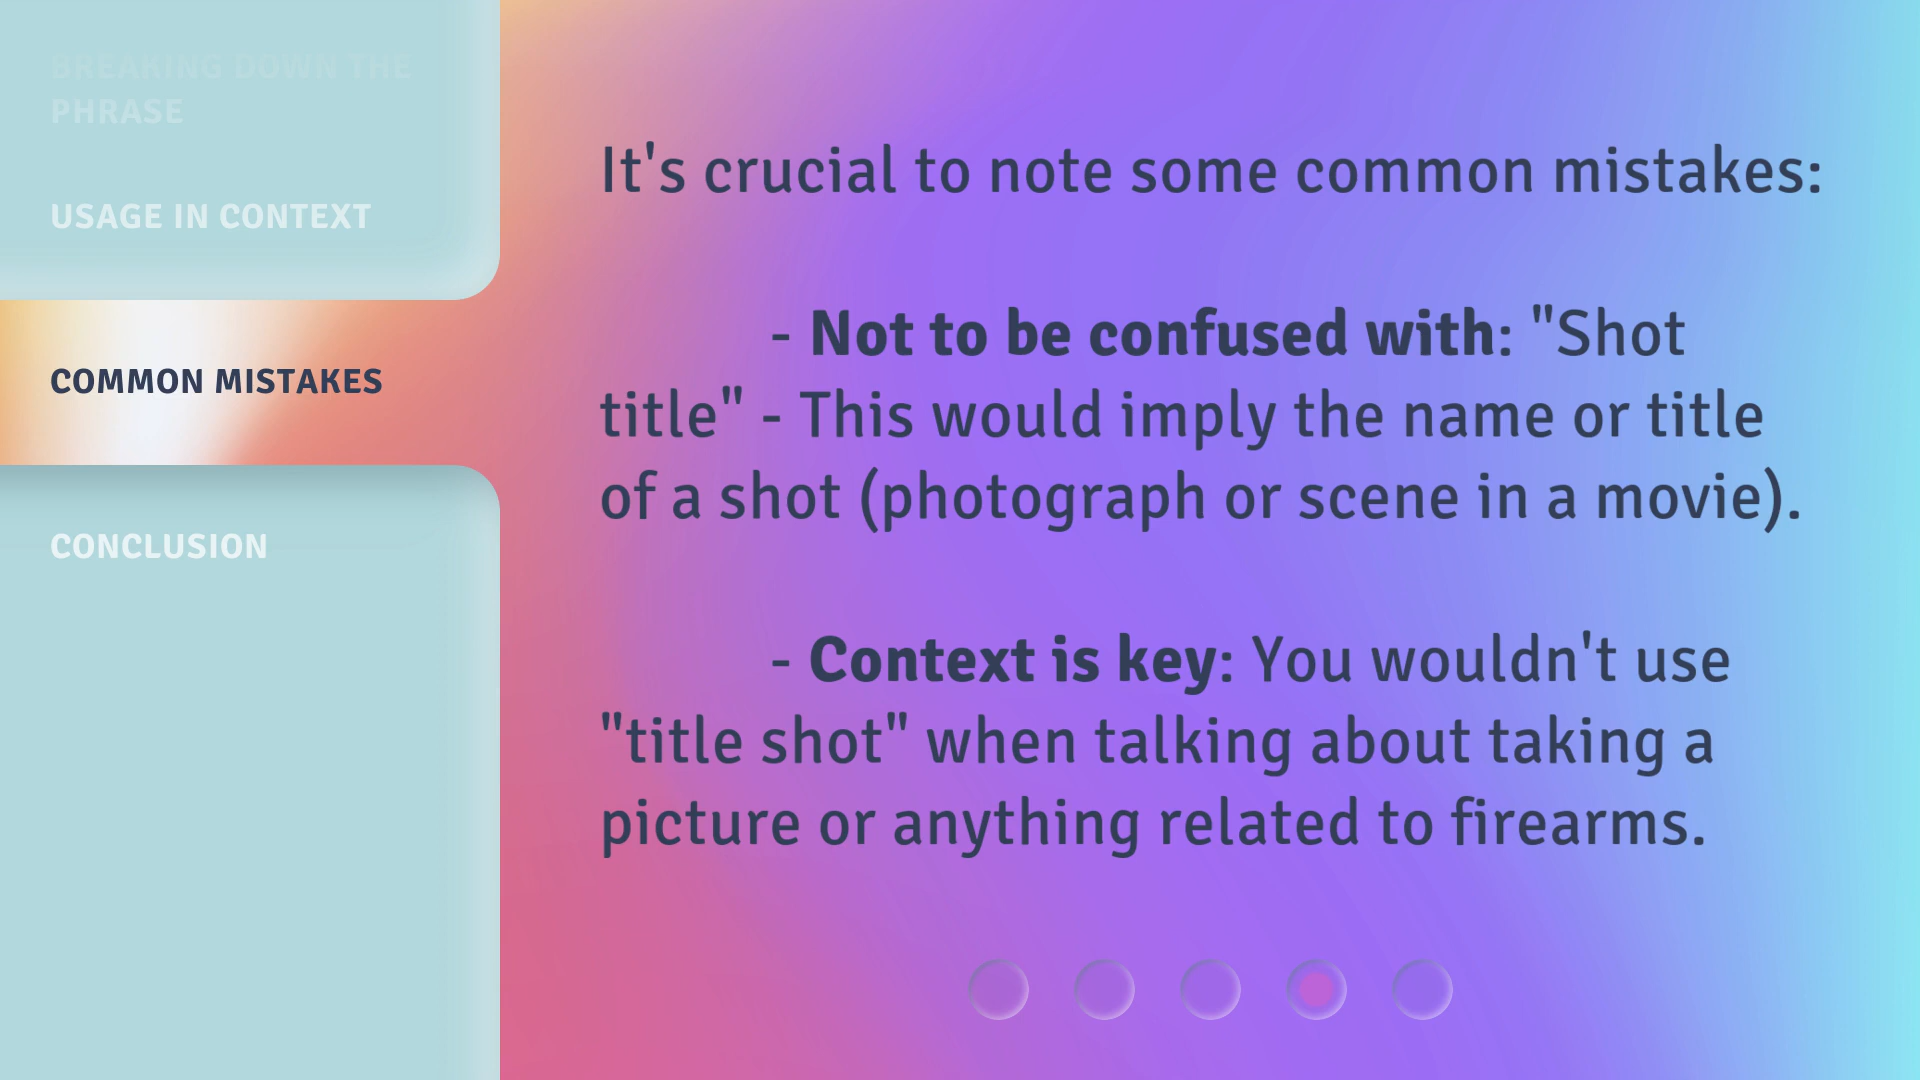 BREAKING DOWN THE
PHRASE
USAGE IN CONTEXT
COMMON MISTAKES
CONCLUSION
It's crucial to note some common mistakes:
- Not to be confused with: "Shot
title" - This would imply the name or title
of a shot (photograph or scene in a movie).
- Context is key: You wouldn't use
"title shot" when talking about taking a
picture or anything related to firearms.